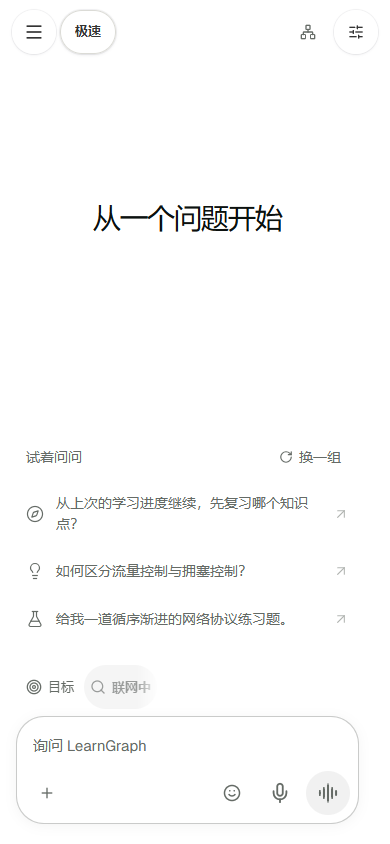 极速
从一个问题开始
试着问问
换一组
从上次的学习进度继续，先复习哪个知识
点？
如何区分流量控制与拥塞控制？
给我一道循序渐进的网络协议练习题。
目标
联网中
询问 LearnGraph